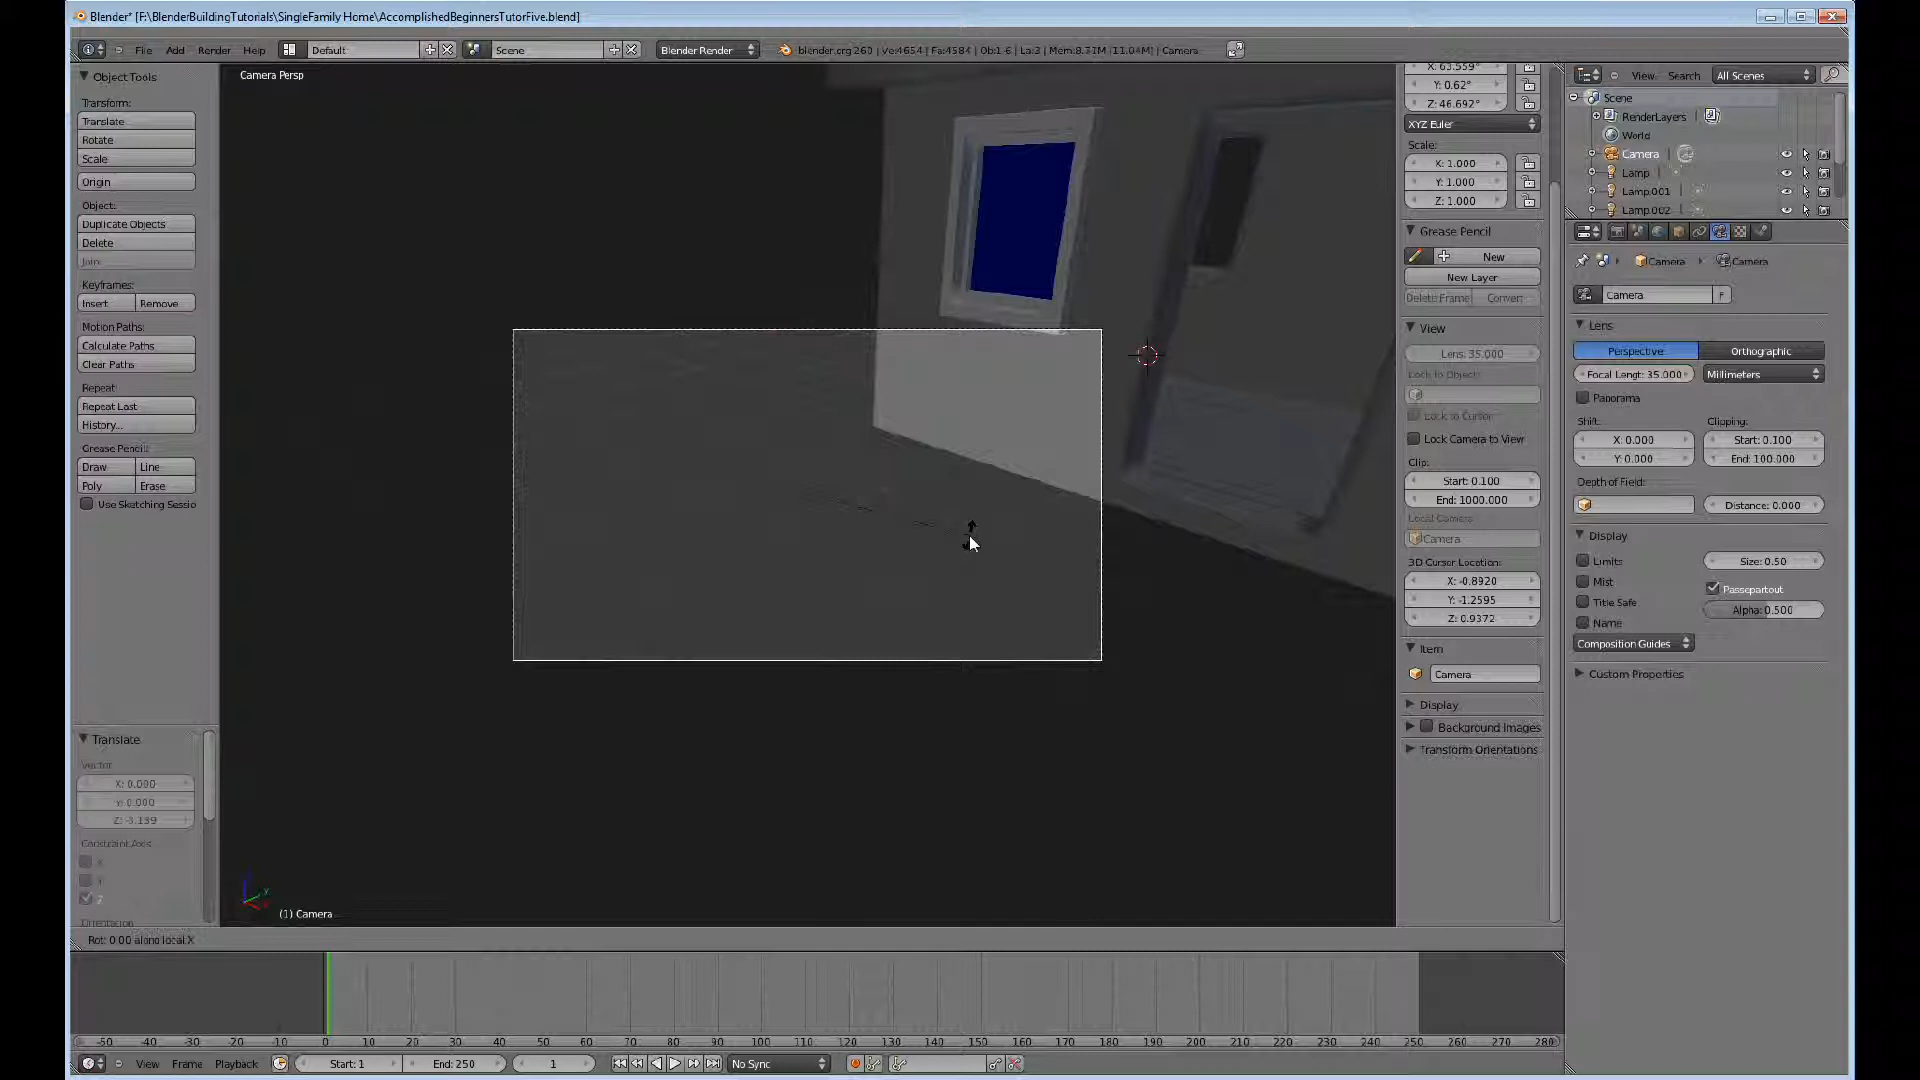 Blender* [F:\BlenderBuildingTutorials\SingleFamily Home\AccomplishedBeginnersTutorFive.blend]
File Add Render Help Default Scene Blender Render blender.org 260 | Ve:4654 | Fa:4584 | Ob:1-6 | La:3 | Mem:8.71M (11.04M) | Camera
Object Tools
Transform:
Translate
Rotate
Scale
Origin
Object:
Duplicate Objects
Delete
Join
Keyframes:
Insert Remove
Motion Paths:
Calculate Paths
Clear Paths
Repeat:
Repeat Last
History...
Grease Pencil:
Draw Line
Poly Erase
Use Sketching Sessio
Translate
Vector
X: 0.000
Y: 0.000
Z: -3.139
Constraint Axis
X
Y
Z
Orientation
Camera Persp
(1) Camera
Rot: 0.00 along local X
X: 63.559°
Y: 0.62°
Z: 46.692°
XYZ Euler
Scale:
X: 1.000
Y: 1.000
Z: 1.000
Grease Pencil
New
New Layer
Delete Frame Convert
View
Lens: 35.000
Lock to Object:
Lock to Cursor
Lock Camera to View
Clip:
Start: 0.100
End: 1000.000
Local Camera:
Camera
3D Cursor Location:
X: -0.8920
Y: -1.2595
Z: 0.9372
Item
Camera
Display
Background Images
Transform Orientations
View Search All Scenes
Scene
RenderLayers
World
Camera
Lamp
Lamp.001
Lamp.002
Camera Camera
Camera F
Lens
Perspective Orthographic
Focal Lengt: 35.000 Millimeters
Panorama
Shift: Clipping:
X: 0.000 Start: 0.100
Y: 0.000 End: 100.000
Depth of Field:
Distance: 0.000
Display
Limits Size: 0.50
Mist Passepartout
Title Safe Alpha: 0.500
Name
Composition Guides
Custom Properties
-50 -40 -30 -20 -10 0 10 20 30 40 50 60 70 80 90 100 110 120 130 140 150 160 170 180 190 200 210 220 230 240 250 260 270 280
View Frame Playback Start: 1 End: 250 1 No Sync